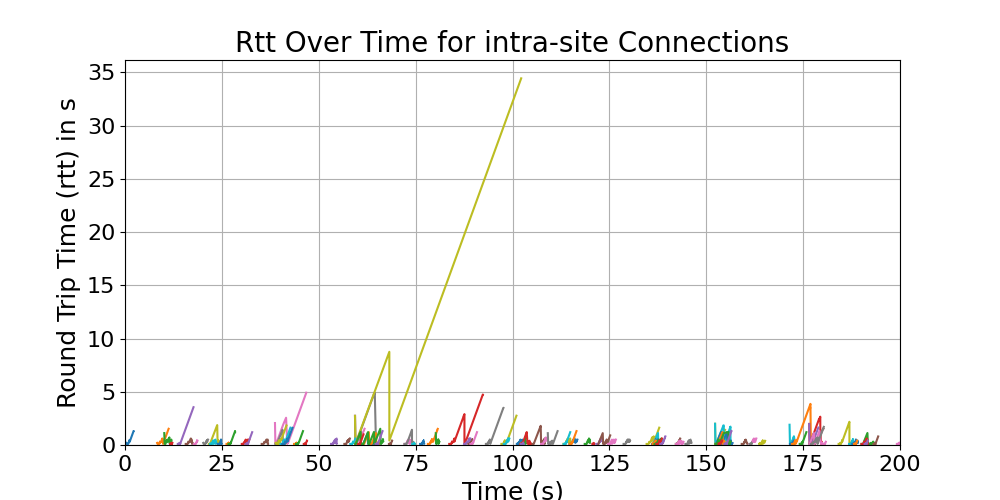 Rtt Over Time for intra-site Connections
Round Trip Time (rtt) in s
35
30
25
20
15
10
5
0
0 25 50 75 100 125 150 175 200
Time (s)